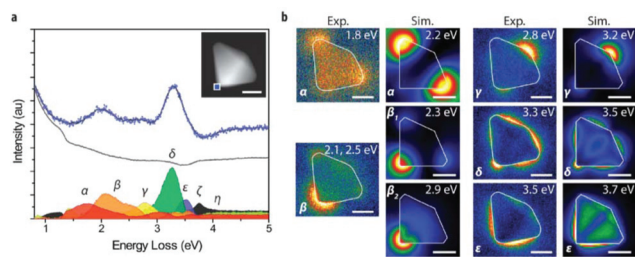 a
Intensity (au)
α
β
γ
δ
ε
ζ
η
1
2
3
4
5
Energy Loss (eV)
b
Exp.
Sim.
Exp.
Sim.
1.8 eV
α
2.2 eV
α
2.8 eV
γ
3.2 eV
γ
2.1, 2.5 eV
β
β1
2.3 eV
3.3 eV
δ
3.5 eV
δ
β2
2.9 eV
3.5 eV
ε
3.7 eV
ε